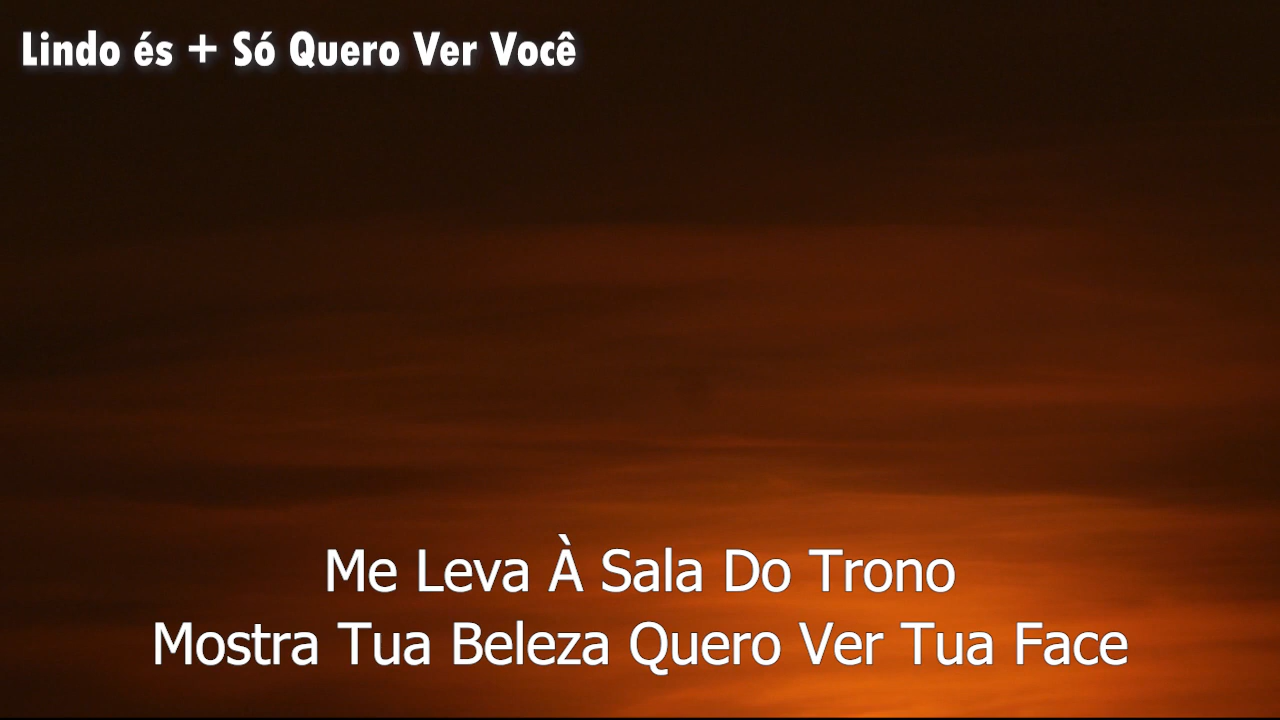 Lindo és + Só Quero Ver Você
Me Leva À Sala Do Trono
Mostra Tua Beleza Quero Ver Tua Face